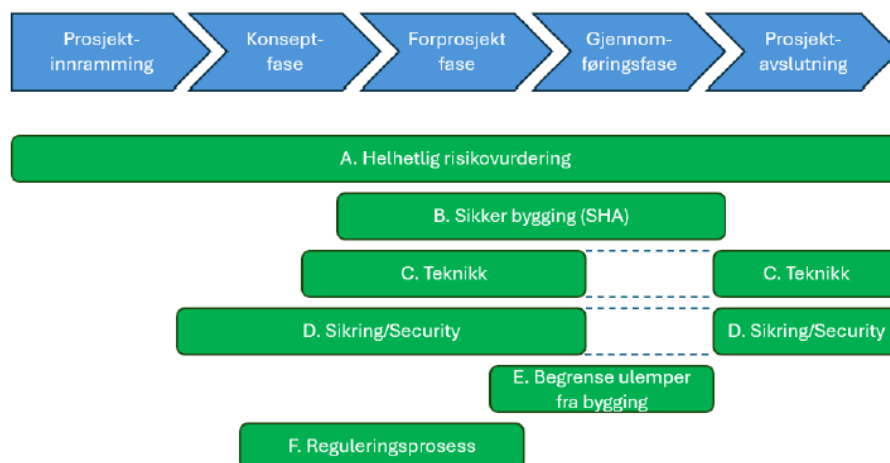 Prosjekt-
innramming
Konsept-
fase
Forprosjekt
fase
Gjennom-
føringsfase
Prosjekt-
avslutning
A. Helhetlig risikovurdering
B. Sikker bygging (SHA)
C. Teknikk
C. Teknikk
D. Sikring/Security
D. Sikring/Security
E. Begrense ulemper
fra bygging
F. Reguleringsprosess